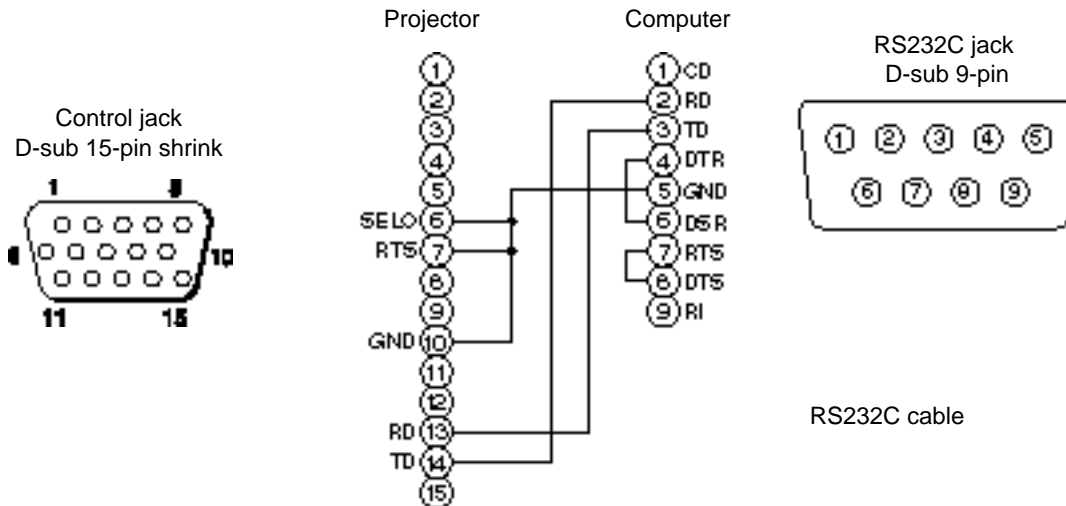 Projector Computer
Control jack
D-sub 15-pin shrink
1 5
6 10
11 15
1
2
3
4
5
SELO 6
RTS 7
8
9
GND 10
11
12
RD 13
TD 14
15
1 CD
2 RD
3 TD
4 DTR
5 GND
6 DSR
7 RTS
8 DTS
9 RI
RS232C jack
D-sub 9-pin
1 2 3 4 5
6 7 8 9
RS232C cable